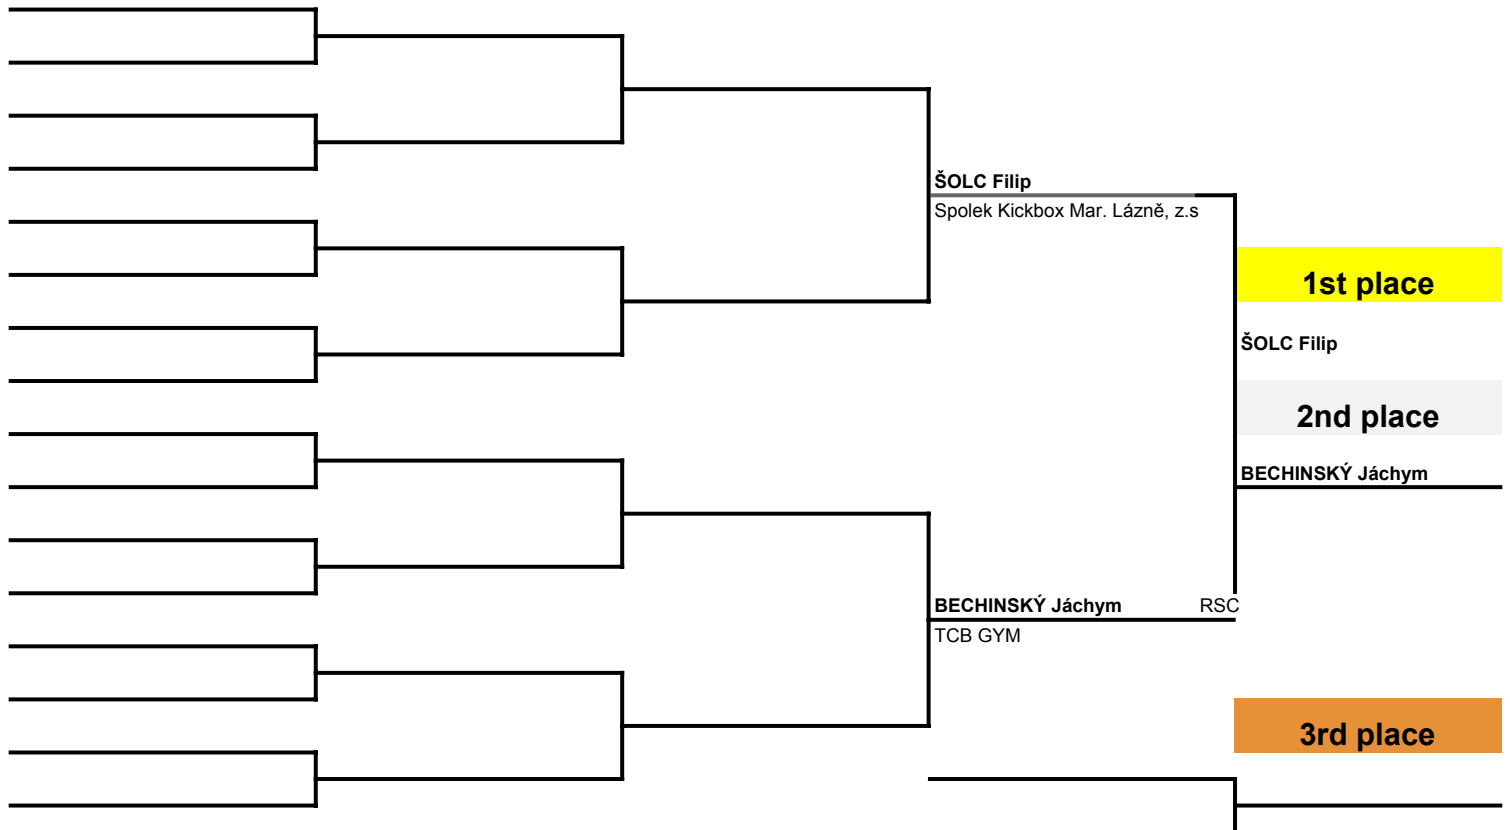 ŠOLC Filip
Spolek Kickbox Mar. Lázně, z.s
1st place
ŠOLC Filip
2nd place
BECHINSKÝ Jáchym
BECHINSKÝ Jáchym RSC
TCB GYM
3rd place